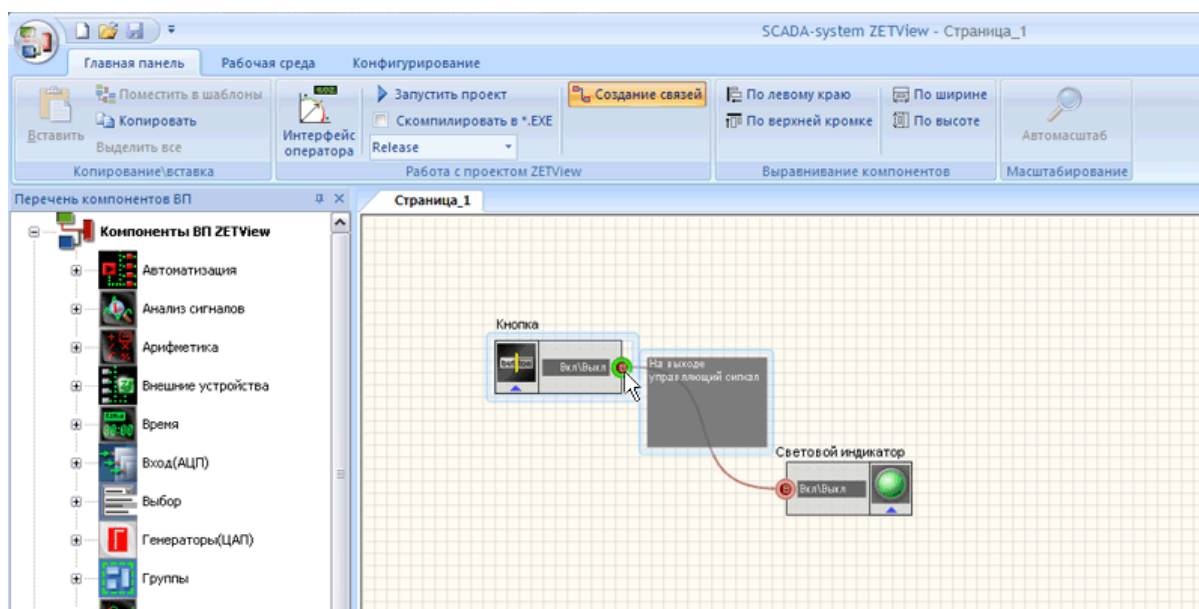 SCADA-system ZETView - Страница_1
Главная панель Рабочая среда Конфигурирование
Вставить
Поместить в шаблоны
Копировать
Выделить все
Копирование\вставка
Интерфейс
оператора
Запустить проект
Скомпилировать в *.EXE
Release
Создание связей
Работа с проектом ZETView
По левому краю
По верхней кромке
По ширине
По высоте
Выравнивание компонентов
Автомасштаб
Масштабирование
Перечень компонентов ВП
Компоненты ВП ZETView
Автоматизация
Анализ сигналов
Арифметика
Внешние устройства
Время
Вход(АЦП)
Выбор
Генераторы(ЦАП)
Группы
Страница_1
Кнопка
Вкл\Выкл
На выходе
управляющий сигнал
Световой индикатор
Вкл\Выкл